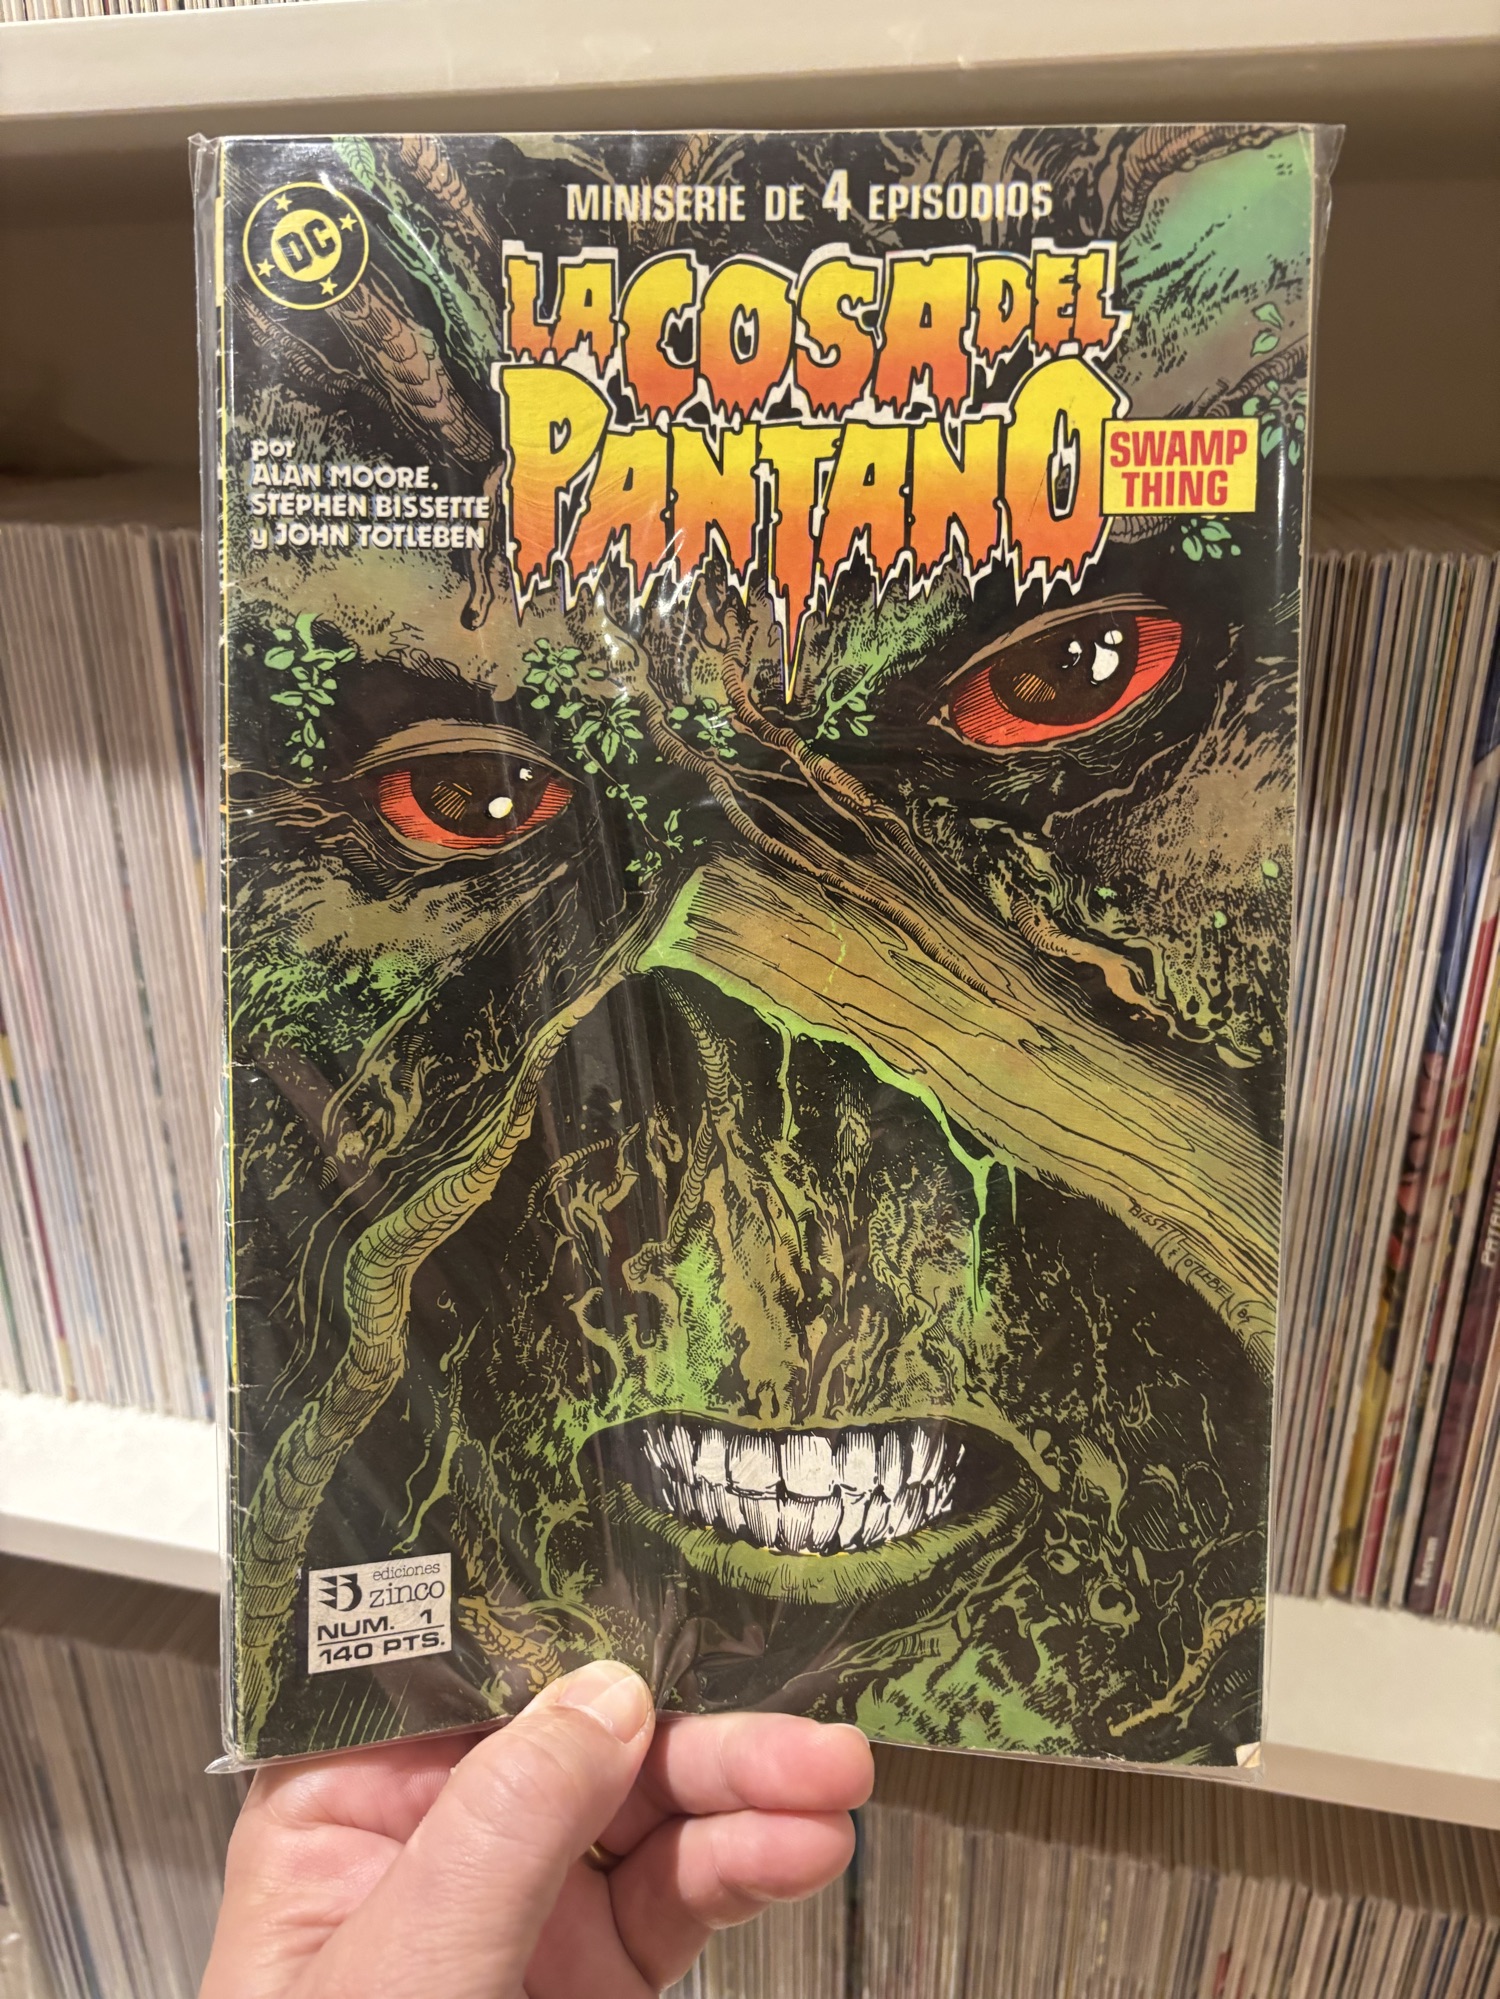 DC
MINISERIE DE 4 EPISODIOS
LA COSA DEL
PANTANO
SWAMP
THING
por
ALAN MOORE,
STEPHEN BISSETTE
y JOHN TOTLEBEN
ediciones
zinco
NUM. 1
140 PTS.